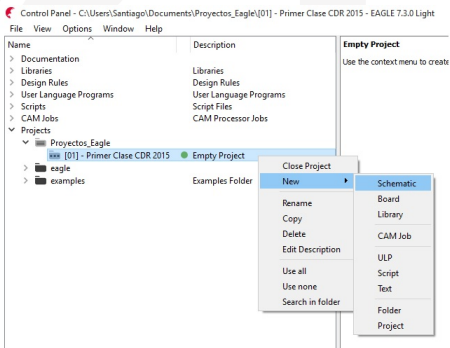 Control Panel - C:\Users\Santiago\Documents\Proyectos_Eagle\[01] - Primer Clase CDR 2015 - EAGLE 7.3.0 Light
File View Options Window Help
Name Description Empty Project
Documentation Use the context menu to create
Libraries Libraries
Design Rules Design Rules
User Language Programs User Language Programs
Scripts Script Files
CAM Jobs CAM Processor Jobs
Projects
Proyectos_Eagle
[01] - Primer Clase CDR 2015 Empty Project
eagle
examples Examples Folder
Close Project
New
Rename
Copy
Delete
Edit Description
Use all
Use none
Search in folder
Schematic
Board
Library
CAM Job
ULP
Script
Text
Folder
Project